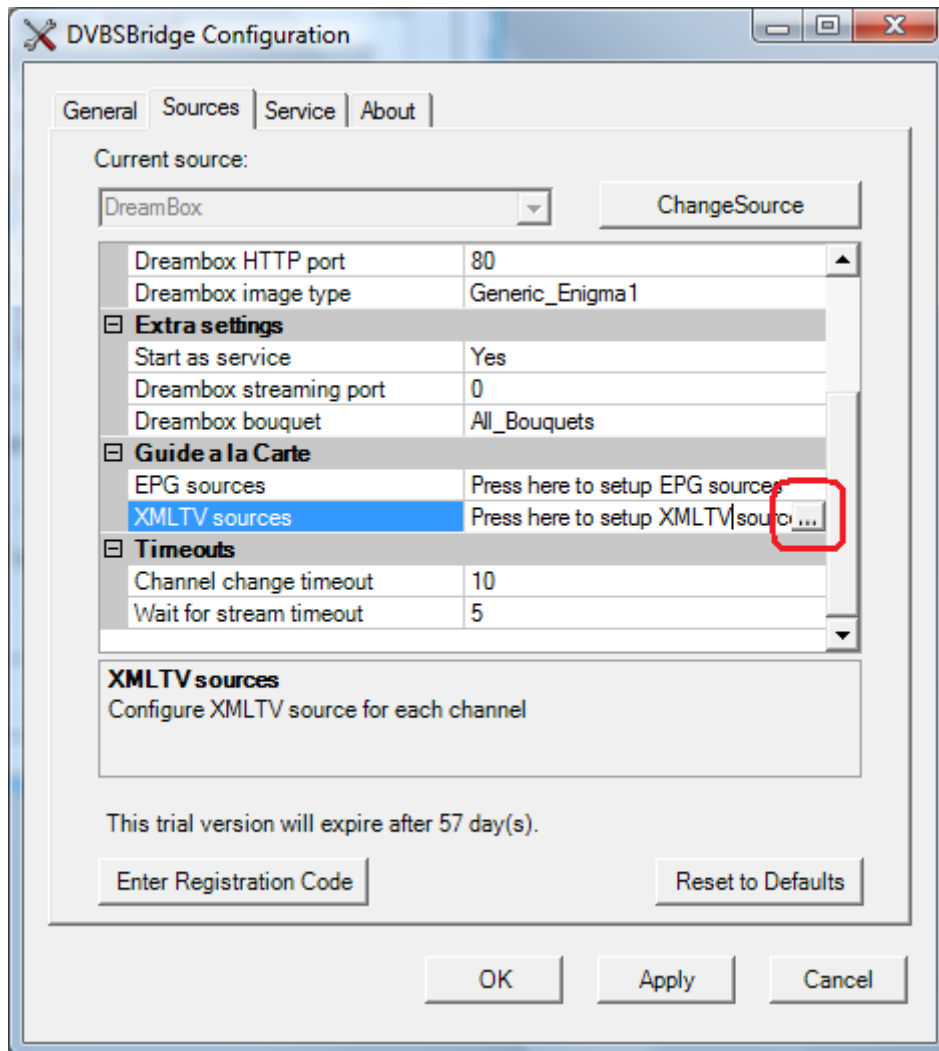 DVBSBridge Configuration
General Sources Service About
Current source:
DreamBox ChangeSource
Dreambox HTTP port 80
Dreambox image type Generic_Enigma1
Extra settings
Start as service Yes
Dreambox streaming port 0
Dreambox bouquet All_Bouquets
Guide a la Carte
EPG sources Press here to setup EPG sources
XMLTV sources Press here to setup XMLTV sourc ...
Timeouts
Channel change timeout 10
Wait for stream timeout 5
XMLTV sources
Configure XMLTV source for each channel
This trial version will expire after 57 day(s).
Enter Registration Code Reset to Defaults
OK Apply Cancel